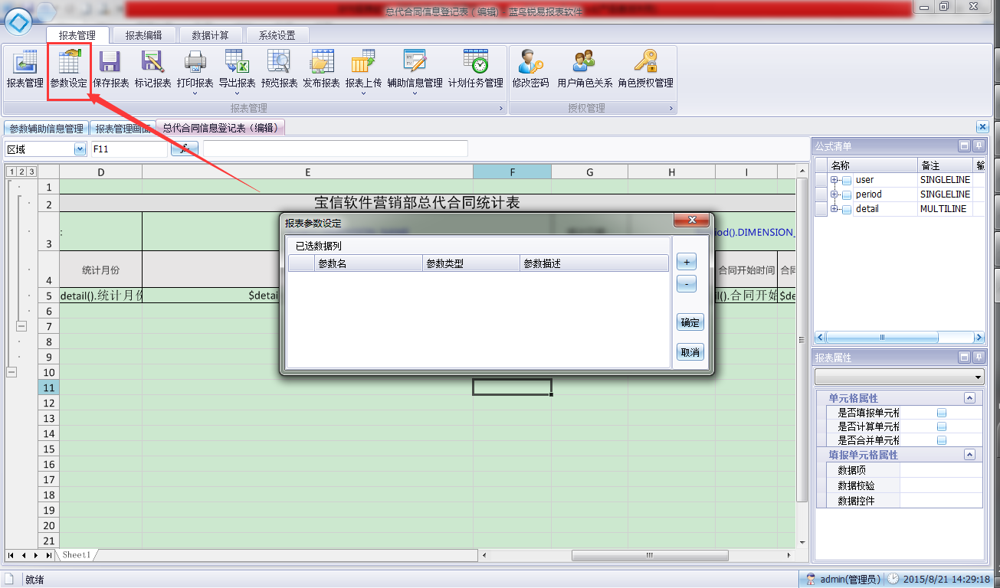 总代合同信息登记表（编辑) - 蓝鸟锐易报表软件
报表管理 报表编辑 数据计算 系统设置
报表管理 参数设定 保存报表 标记报表 打印报表 导出报表 预览报表 发布报表 报表上传 辅助信息管理 计划任务管理 修改密码 用户角色关系 角色授权管理
报表管理 授权管理
参数辅助信息管理 报表管理画面 总代合同信息登记表（编辑）
区域 F11
公式清单
名称 备注
user SINGLELINE
period SINGLELINE
detail MULTILINE
1 2 3
D E F G H I
1
2 宝信软件营销部总代合同统计表
3 : iod().DIMENSION_
4 统计月份 合同开始时间 合同
5 detail().统计月份 $detai l().合同开始 $de
6
7
8
9
10
11
12
13
14
15
16
17
18
19
20
21
报表参数设定
已选数据列
参数名 参数类型 参数描述
+
-
确定
取消
报表属性
单元格属性
是否填报单元格
是否计算单元格
是否合并单元格
填报单元格属性
数据项
数据校验
数据控件
Sheet1
就绪 admin(管理员) 2015/8/21 14:29:18